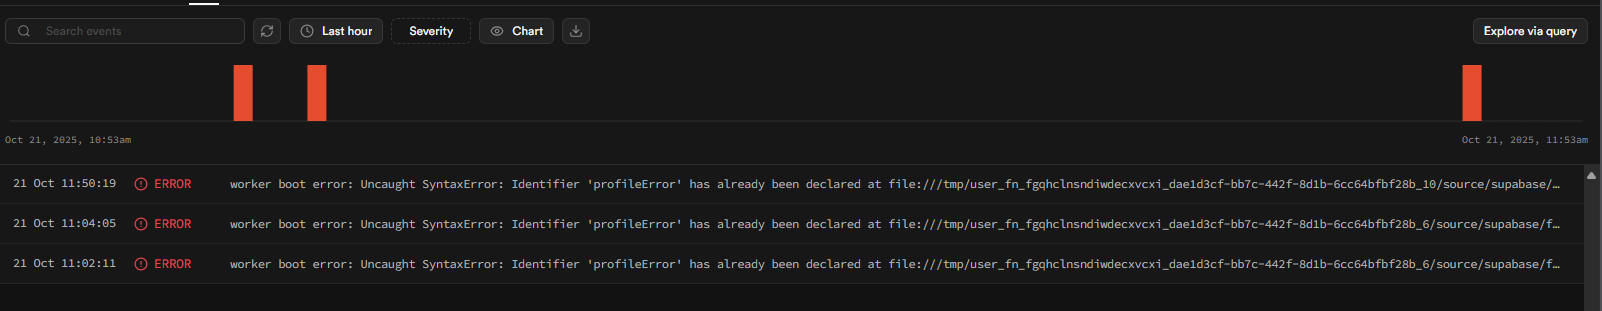 Search events Last hour Severity Chart Explore via query
Oct 21, 2025, 10:53am Oct 21, 2025, 11:53am
21 Oct 11:50:19 ERROR worker boot error: Uncaught SyntaxError: Identifier 'profileError' has already been declared at file:///tmp/user_fn_fgqhclnsndiwdecxvcxi_dae1d3cf-bb7c-442f-8d1b-6cc64bfbf28b_10/source/supabase/…
21 Oct 11:04:05 ERROR worker boot error: Uncaught SyntaxError: Identifier 'profileError' has already been declared at file:///tmp/user_fn_fgqhclnsndiwdecxvcxi_dae1d3cf-bb7c-442f-8d1b-6cc64bfbf28b_6/source/supabase/f…
21 Oct 11:02:11 ERROR worker boot error: Uncaught SyntaxError: Identifier 'profileError' has already been declared at file:///tmp/user_fn_fgqhclnsndiwdecxvcxi_dae1d3cf-bb7c-442f-8d1b-6cc64bfbf28b_6/source/supabase/f…